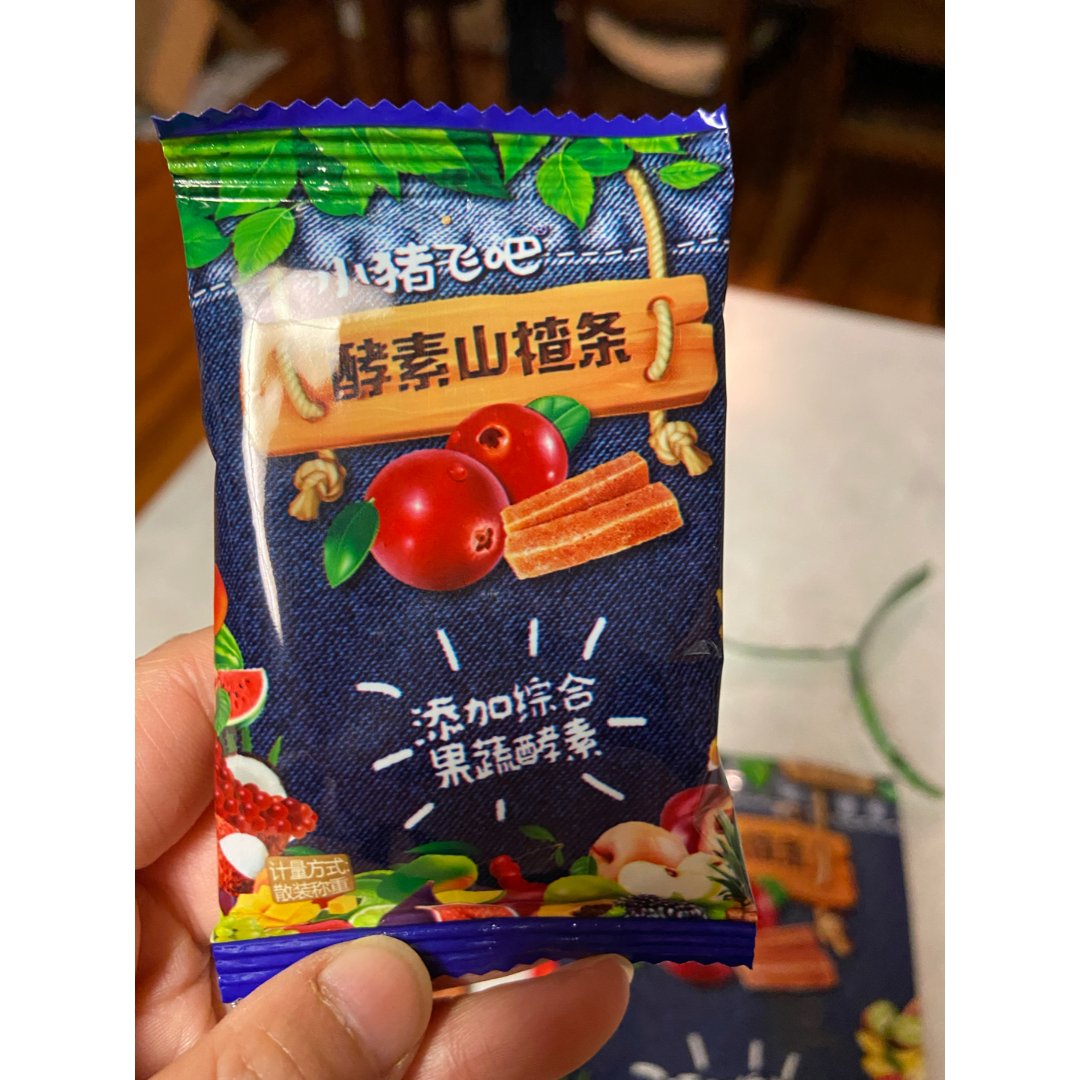 小猪飞吧
酵素山楂条
添加综合
果蔬酵素
计量方式:
散装称重